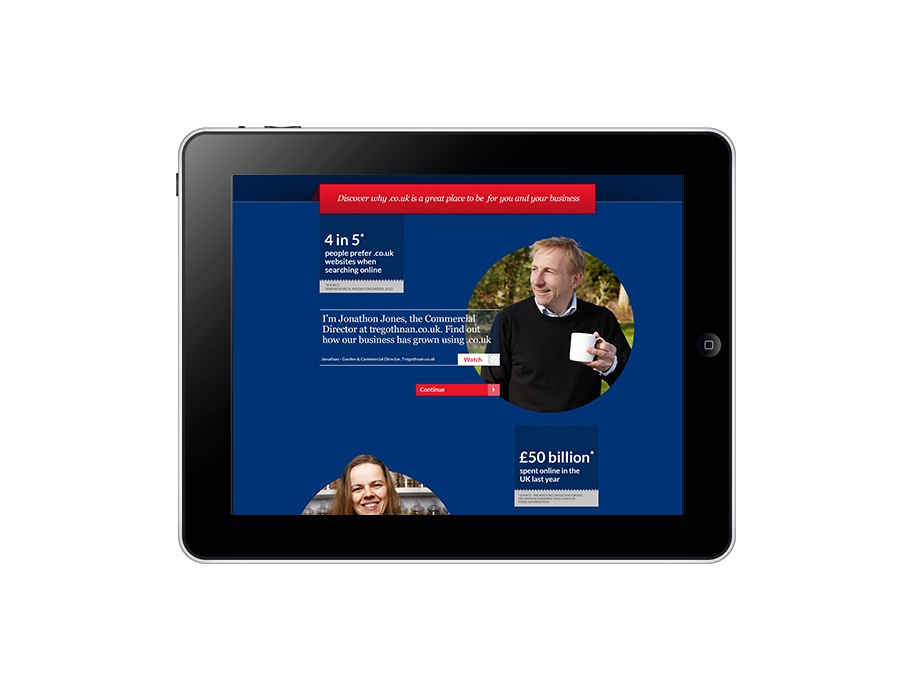 Discover why .co.uk is a great place to be for you and your business
4 in 5*
people prefer .co.uk
websites when
searching online
*SOURCE:
I'm Jonathon Jones, the Commercial
Director at tregothnan.co.uk. Find out
how our business has grown using .co.uk
Jonathon - Garden & Commercial Director, Tregothnan.co.uk
Watch
Continue
£50 billion*
spent online in the
UK last year
MORE INFORMATION